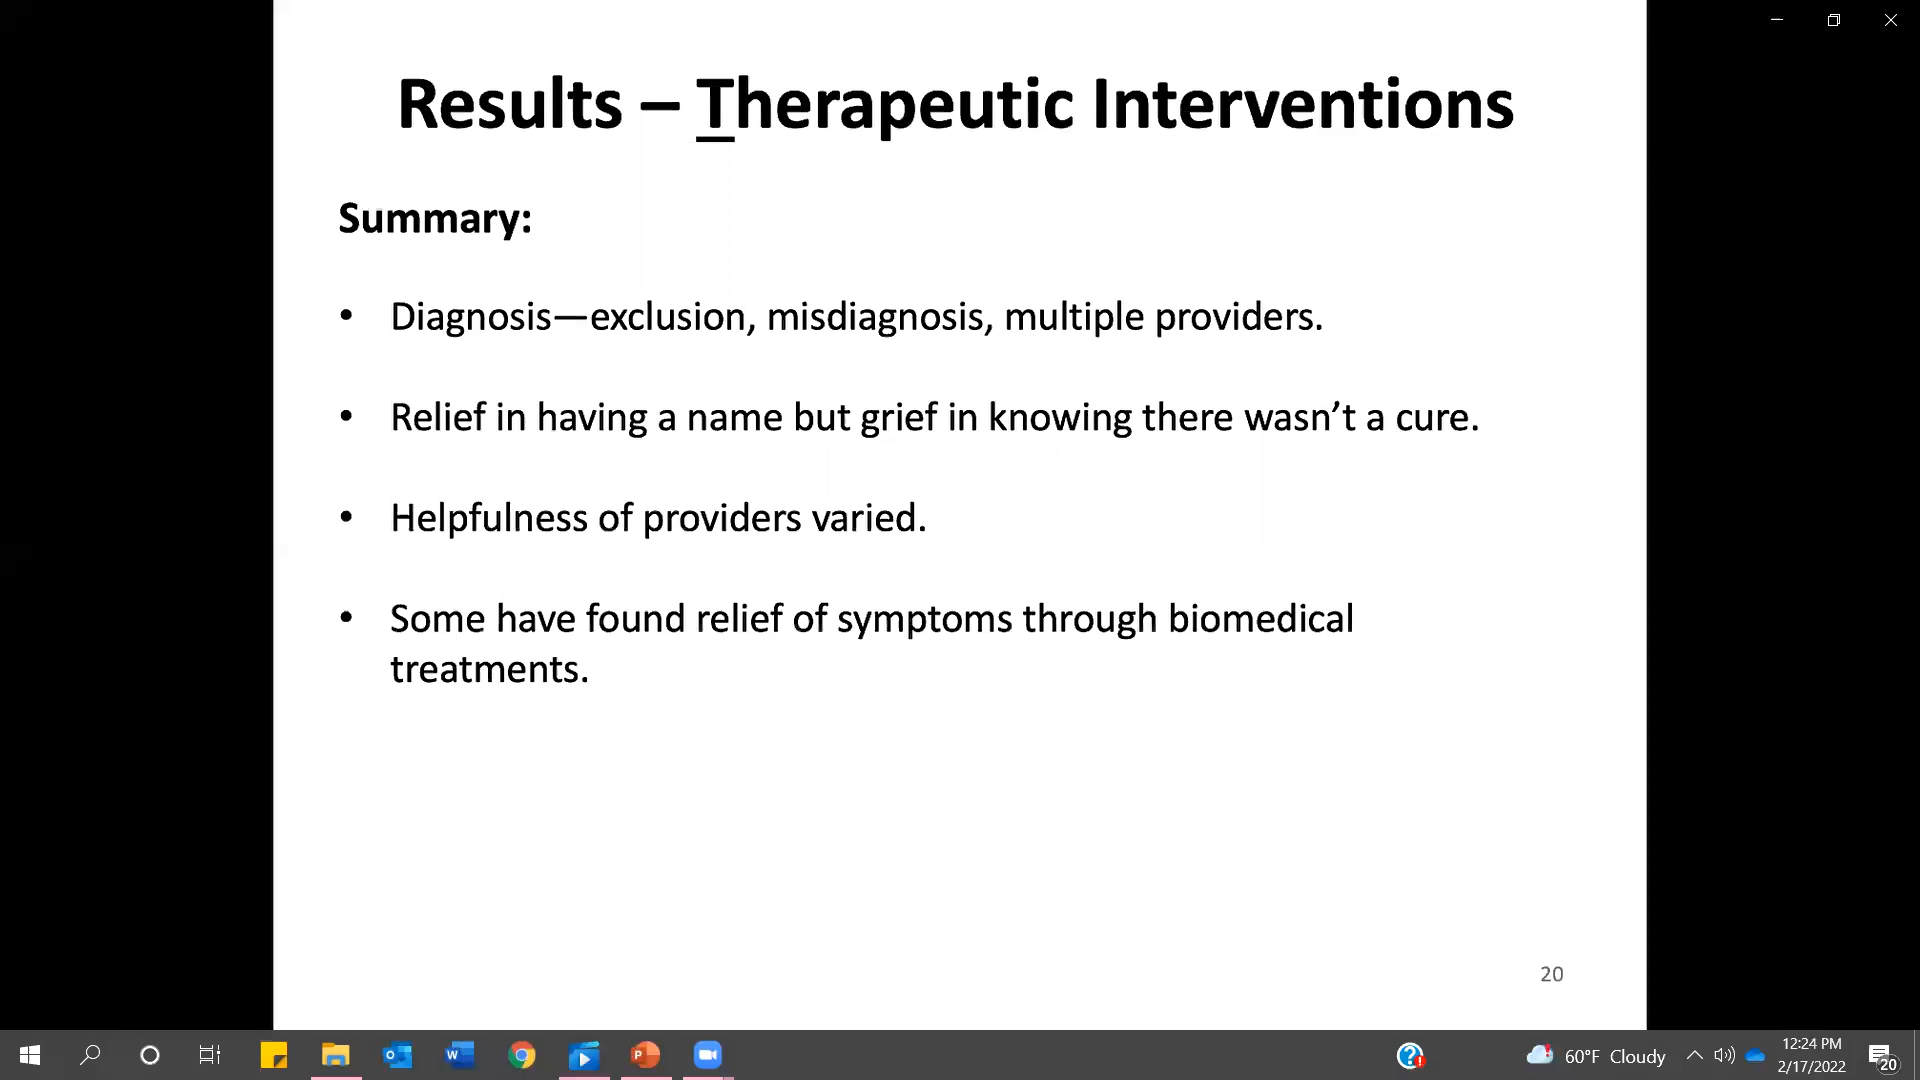 Results – Therapeutic Interventions
Summary:
• Diagnosis—exclusion, misdiagnosis, multiple providers.
• Relief in having a name but grief in knowing there wasn’t a cure.
• Helpfulness of providers varied.
• Some have found relief of symptoms through biomedical
treatments.
20
60°F Cloudy
12:24 PM
2/17/2022
20